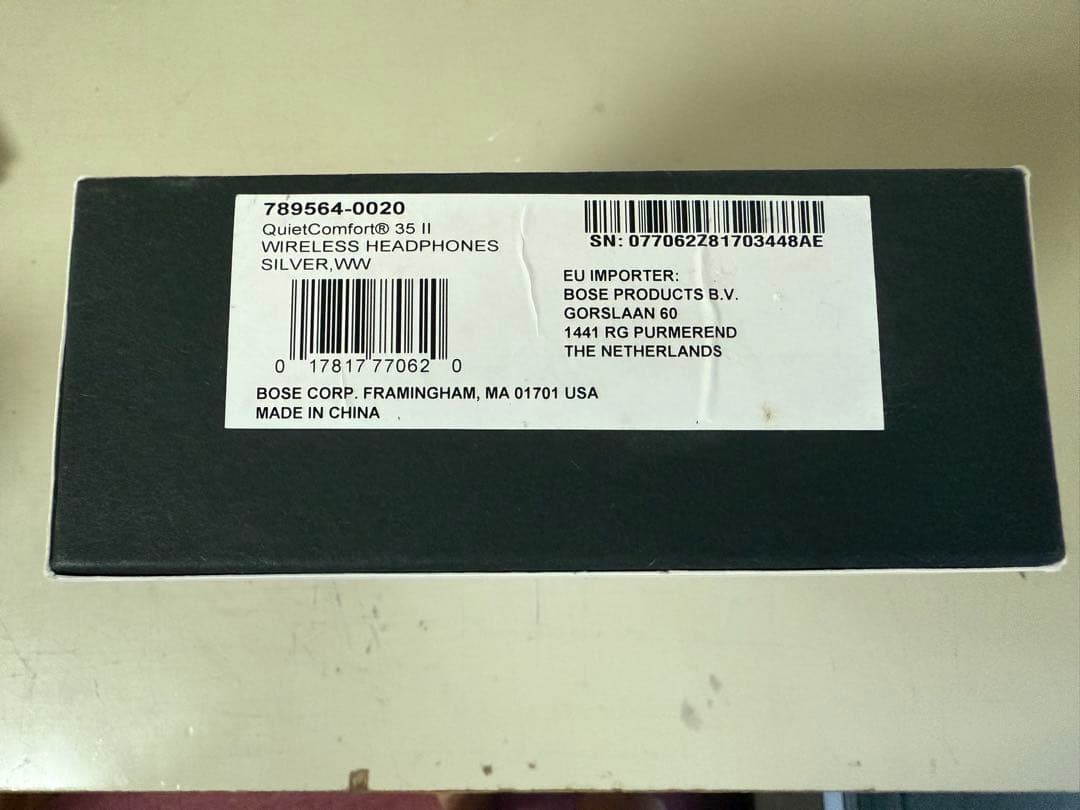 789564-0020
QuietComfort® 35 II
WIRELESS HEADPHONES
SILVER,WW
0 17817 77062 0
BOSE CORP. FRAMINGHAM, MA 01701 USA
MADE IN CHINA
SN: 077062Z81703448AE
EU IMPORTER:
BOSE PRODUCTS B.V.
GORSLAAN 60
1441 RG PURMEREND
THE NETHERLANDS